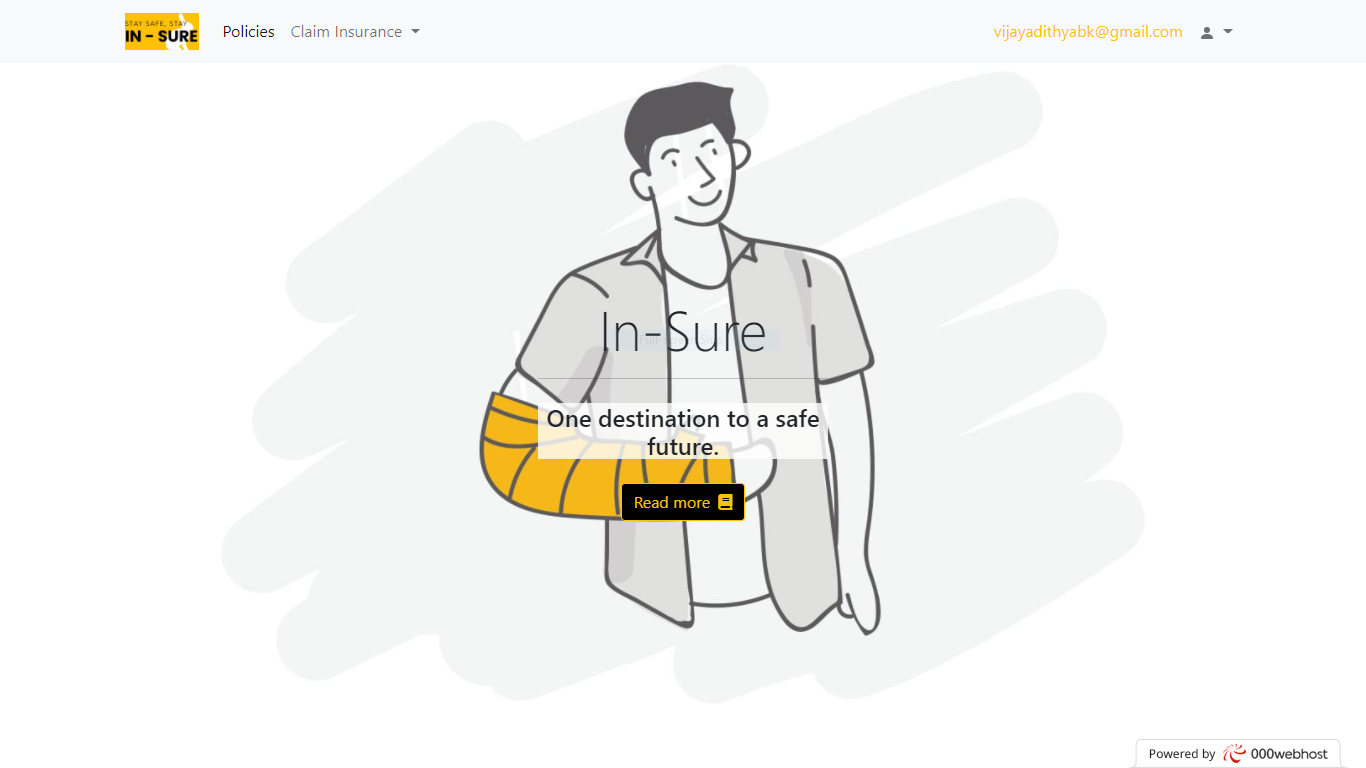 STAY SAFE, STAY
IN - SURE
Policies
Claim Insurance
vijayadithyabk@gmail.com
In-Sure
One destination to a safe
future.
Read more
Powered by
000webhost